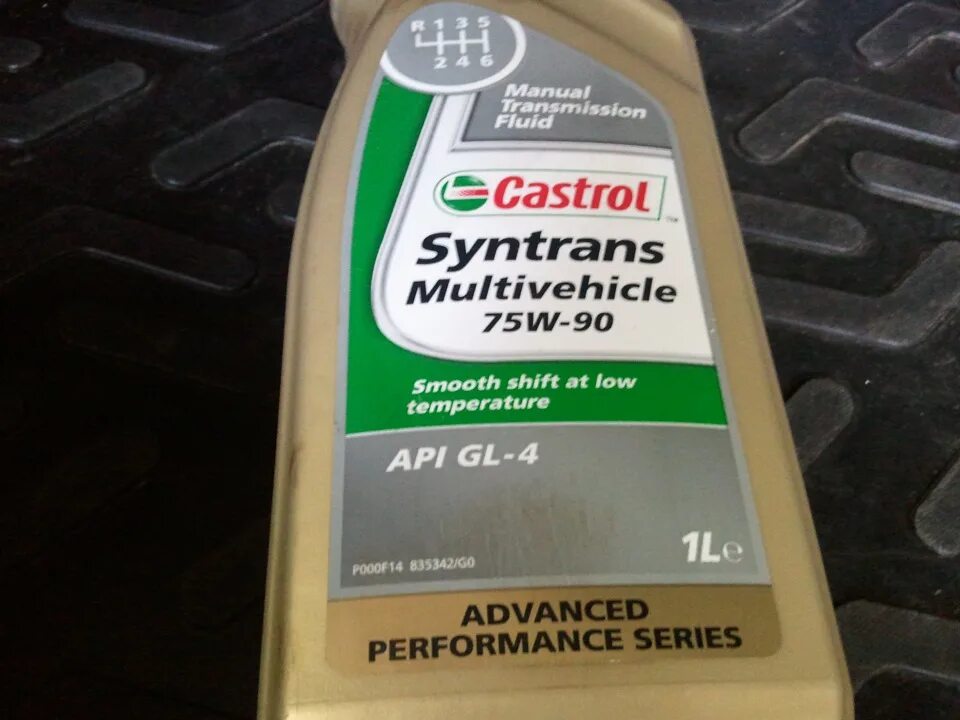 R 1 3 5
2 4 6
Manual
Transmission
Fluid
Castrol
TM
Syntrans
Multivehicle
75W-90
Smooth shift at low
temperature
API GL-4
1L e
P000F14 835342/G0
ADVANCED
PERFORMANCE SERIES